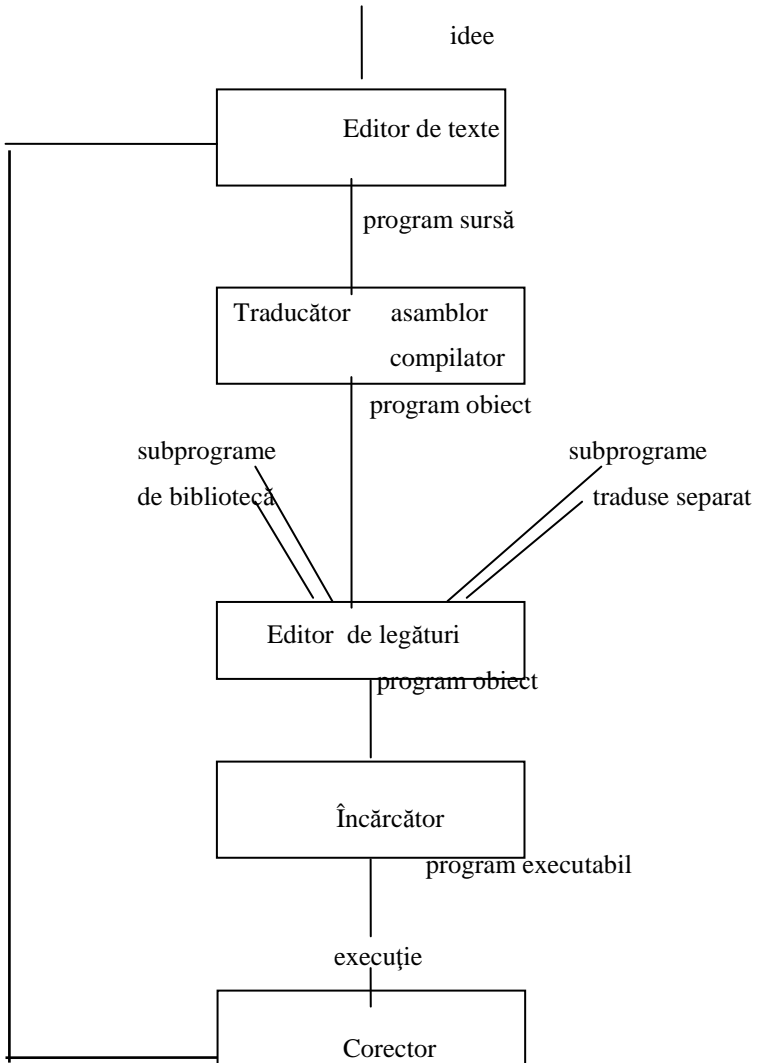 idee
Editor de texte
program sursă
Traducător asamblor
compilator
program obiect
subprograme
de bibliotecă
subprograme
traduse separat
Editor de legături
program obiect
Încărcător
program executabil
execuţie
Corector